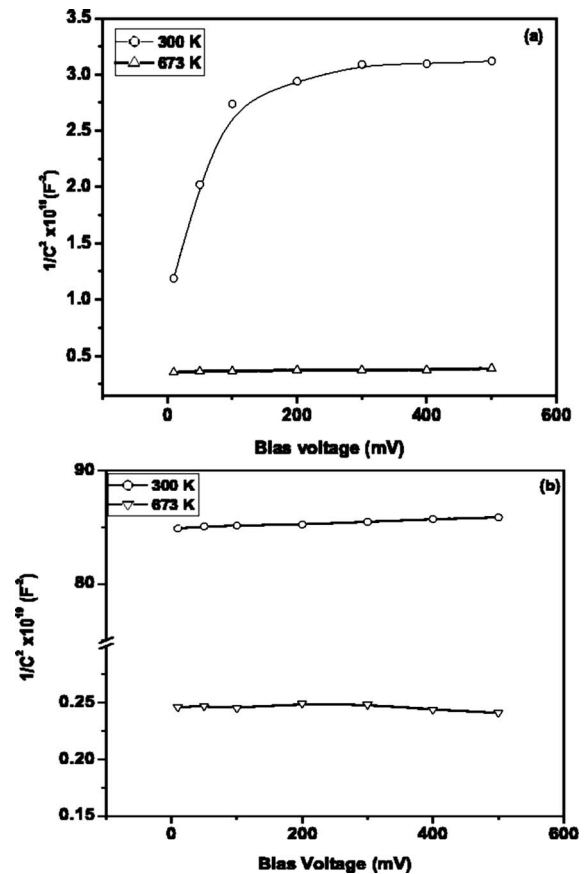 (a)
300 K
673 K
3.5
3.0
2.5
2.0
1.5
1.0
0.5
1/C² x10¹⁸(F⁻²)
0 200 400 600
Bias voltage (mV)
(b)
300 K
673 K
90
80
0.25
0.20
0.15
1/C² x10¹⁹ (F⁻²)
0 200 400 600
Bias Voltage (mV)